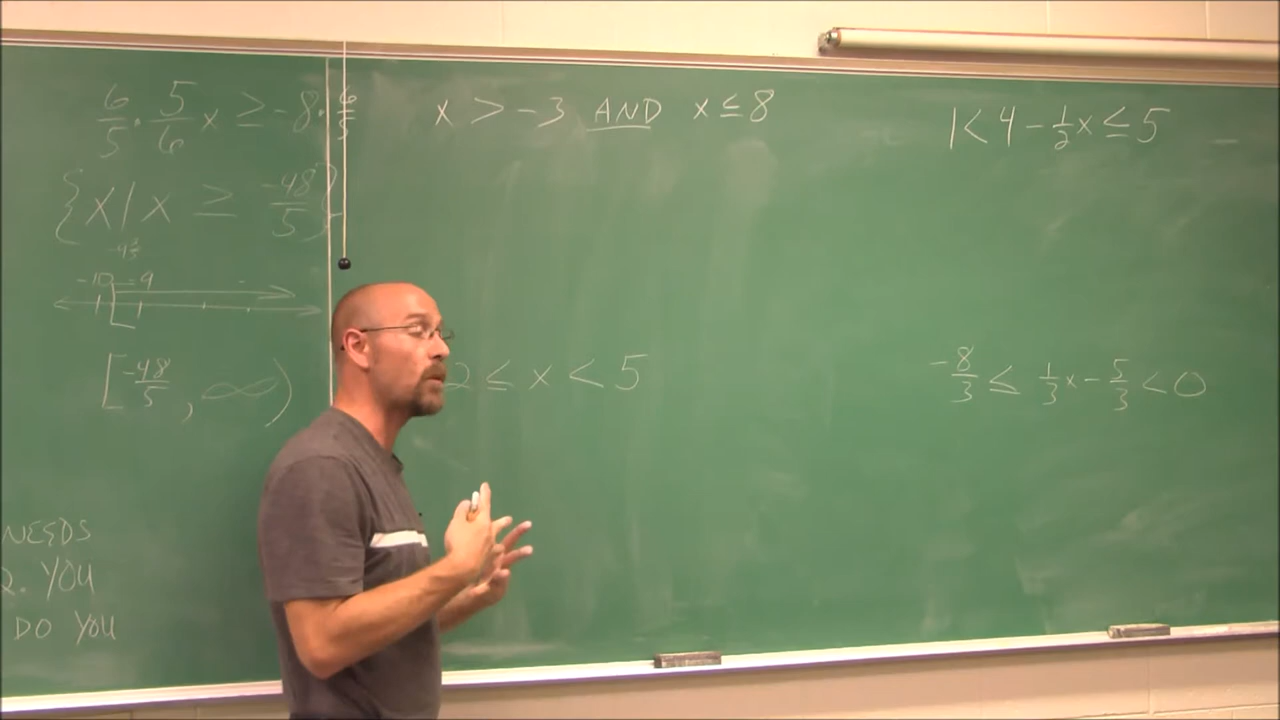 6/5 · 5/6 x ≥ -8 · 6/5
{x | x ≥ -48/5}
-10 -9
[-48/5, ∞)
NEEDS
2. YOU
DO YOU
x > -3 AND x ≤ 8
2 ≤ x < 5
1 < 4 - 1/2 x ≤ 5
-8/3 ≤ 1/3 x - 5/3 < 0